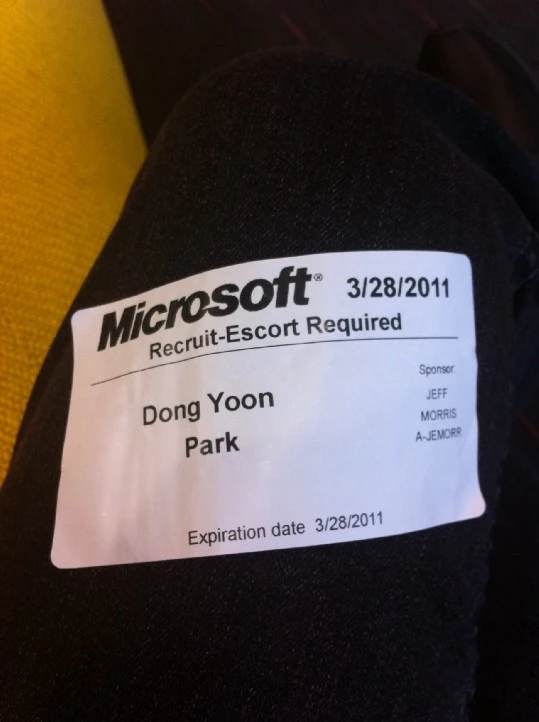 Microsoft® 3/28/2011
Recruit-Escort Required
Sponsor
Dong Yoon
Park
JEFF
MORRIS
A-JEMORR
Expiration date 3/28/2011